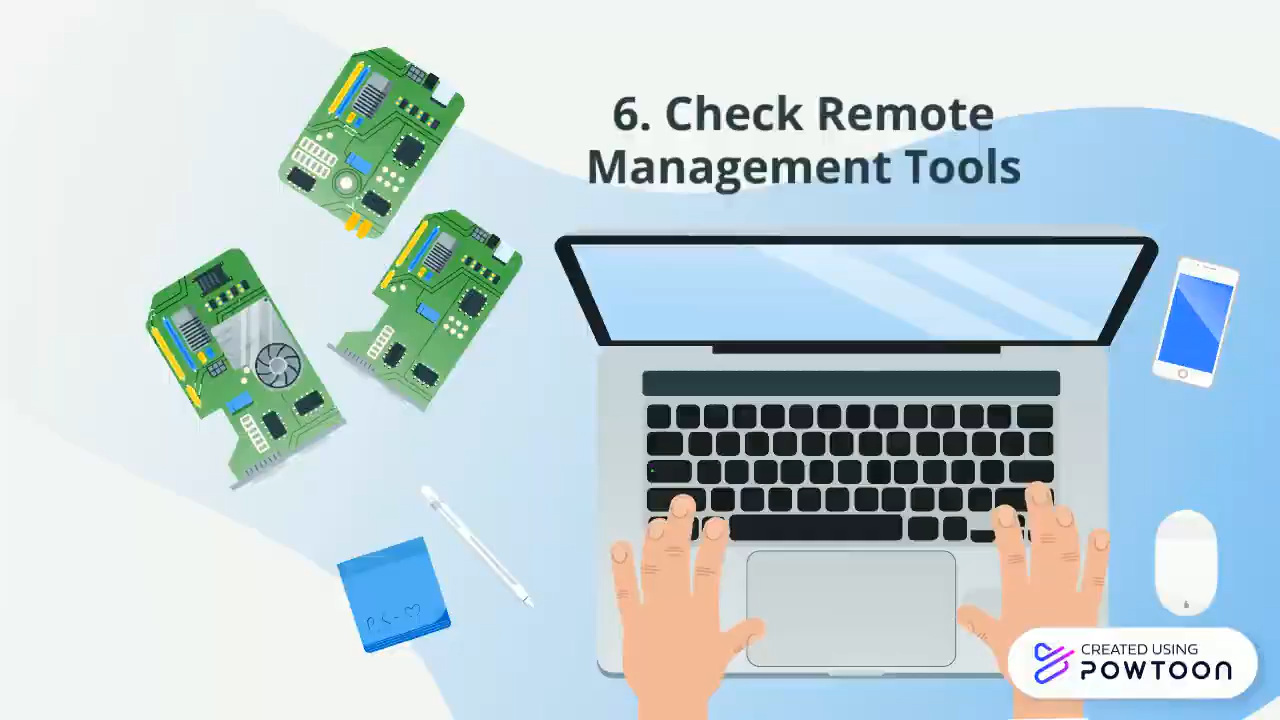 6. Check Remote
Management Tools
P.S-♡
CREATED USING
POWTOON